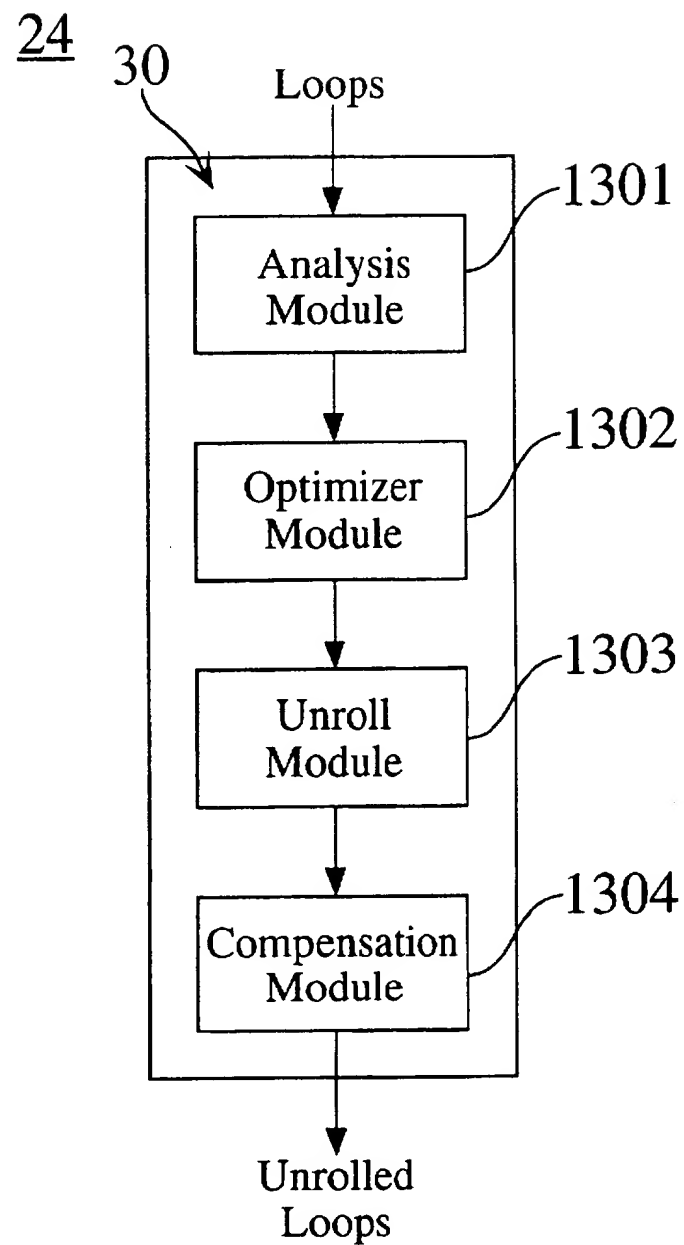 24
30
Loops
1301
Analysis
Module
1302
Optimizer
Module
1303
Unroll
Module
1304
Compensation
Module
Unrolled
Loops